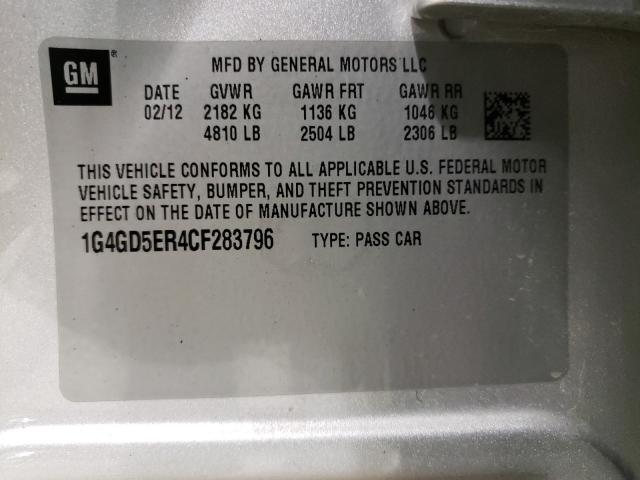 GM ®
MFD BY GENERAL MOTORS LLC
DATE GVWR GAWR FRT GAWR RR
02/12 2182 KG 1136 KG 1046 KG
4810 LB 2504 LB 2306 LB
THIS VEHICLE CONFORMS TO ALL APPLICABLE U.S. FEDERAL MOTOR
VEHICLE SAFETY, BUMPER, AND THEFT PREVENTION STANDARDS IN
EFFECT ON THE DATE OF MANUFACTURE SHOWN ABOVE.
1G4GD5ER4CF283796 TYPE: PASS CAR